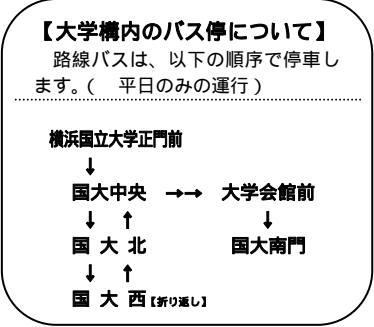 【大学構内のバス停について】
路線バスは、以下の順序で停車し
ます。( 平日のみの運行)
横浜国立大学正門前
↓
国大中央 →→ 大学会館前
↓ ↑ ↓
国 大 北 国大南門
↓ ↑
国 大 西【折り返し】